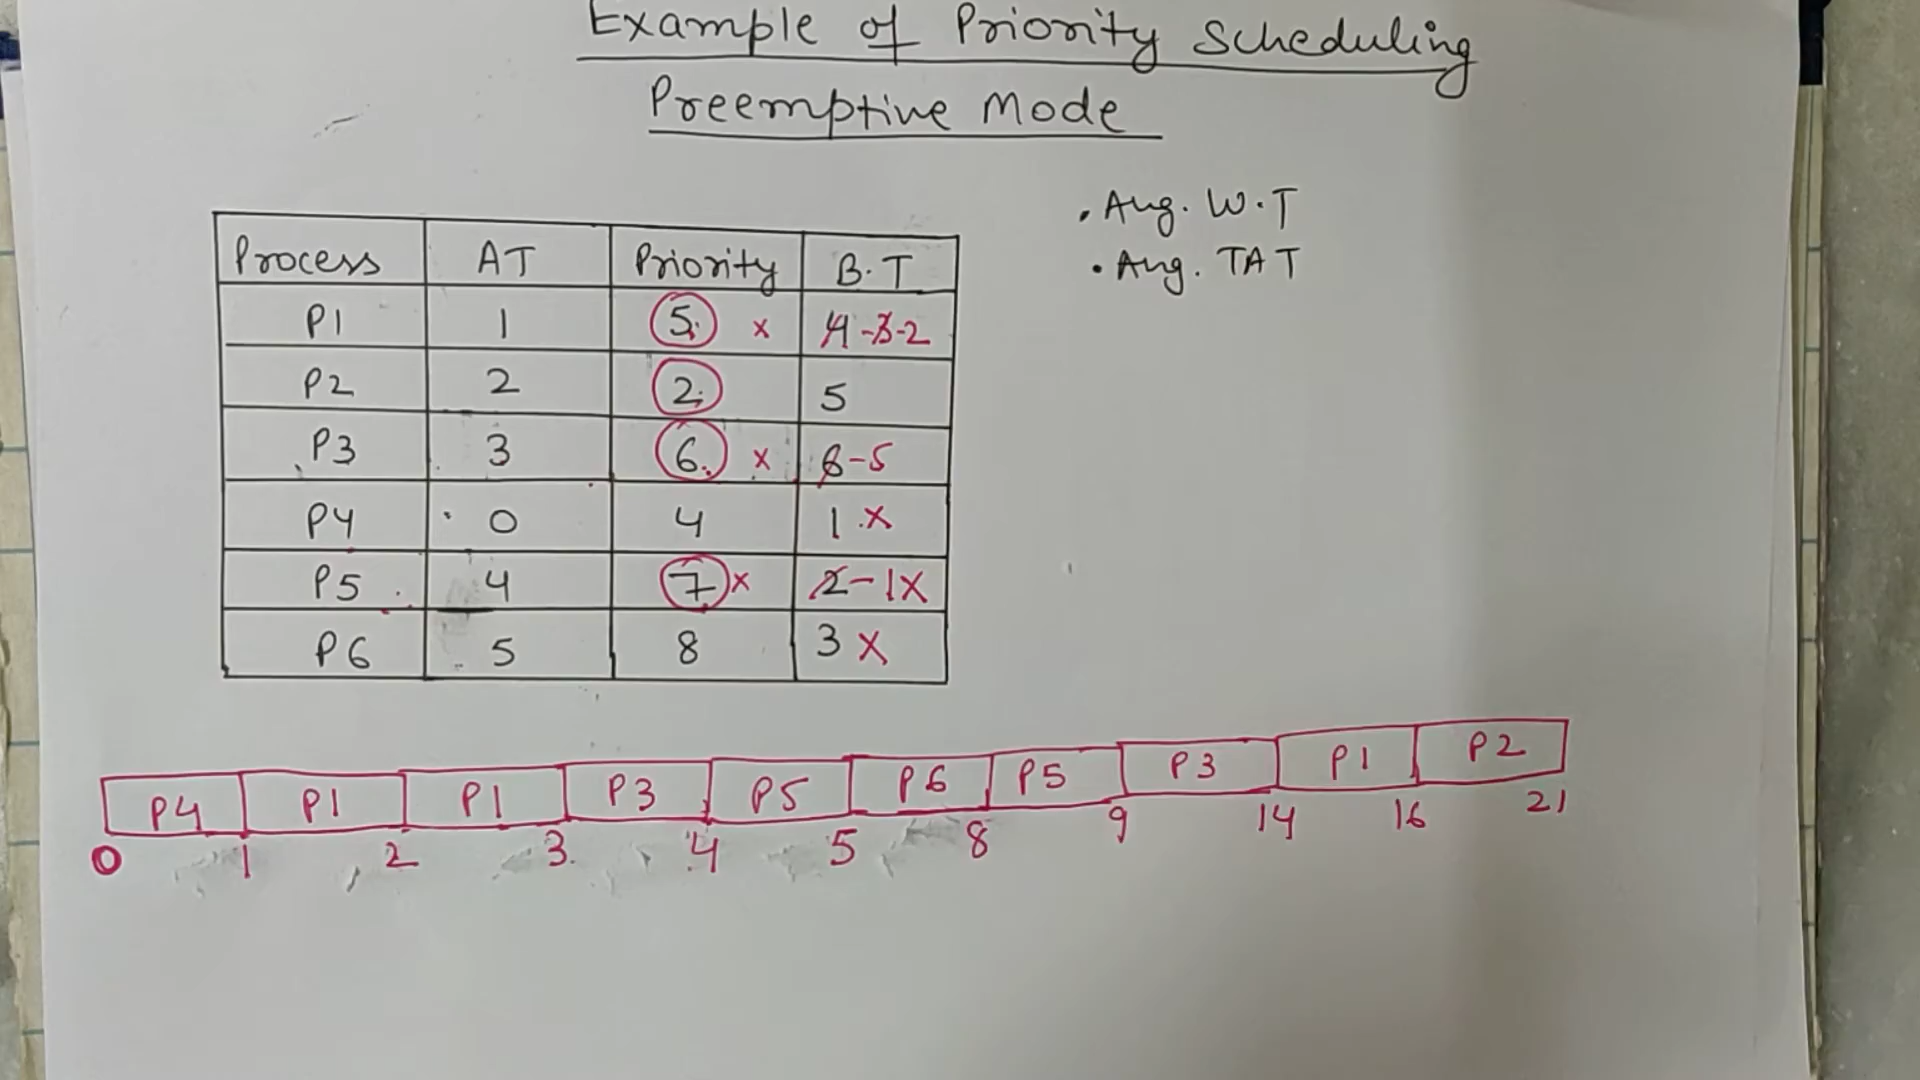 Example of Priority Scheduling
Preemptive Mode
• Avg. W.T
• Avg. TAT
Process AT Priority B.T
P1 1 5 x 4-3-2
P2 2 2 5
P3 3 6 x 6-5
P4 0 4 1 x
P5 4 7 x 2-1x
P6 5 8 3 x
P4 P1 P1 P3 P5 P6 P5 P3 P1 P2
0 1 2 3 4 5 8 9 14 16 21